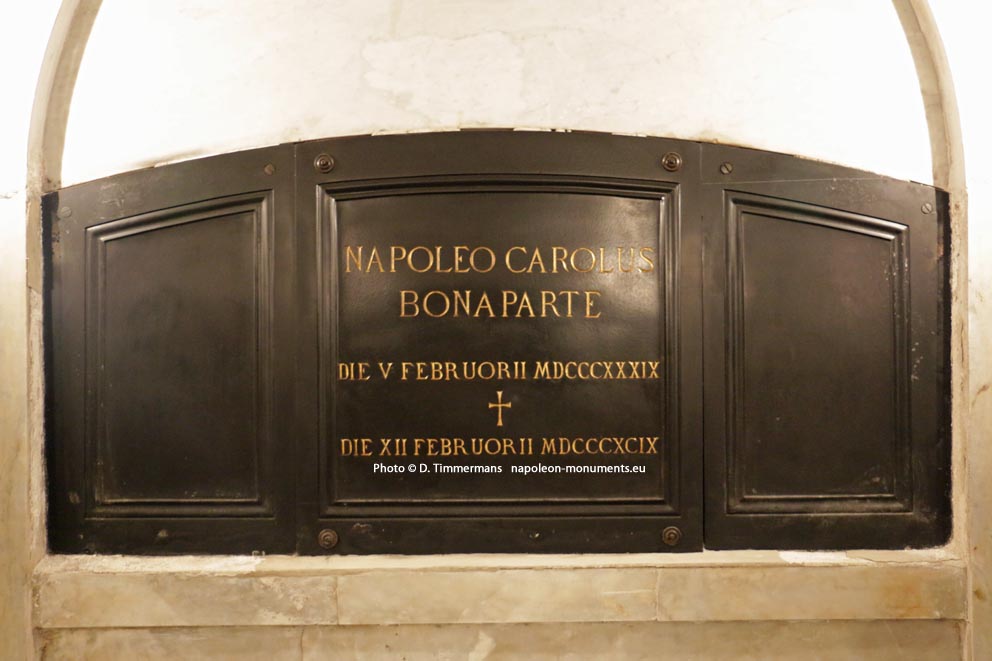 NAPOLEO CAROLUS
BONAPARTE
DIE V FEBRUORII MDCCCXXXIX
DIE XII FEBRUORII MDCCCXCIX
Photo © D. Timmermans napoleon-monuments.eu